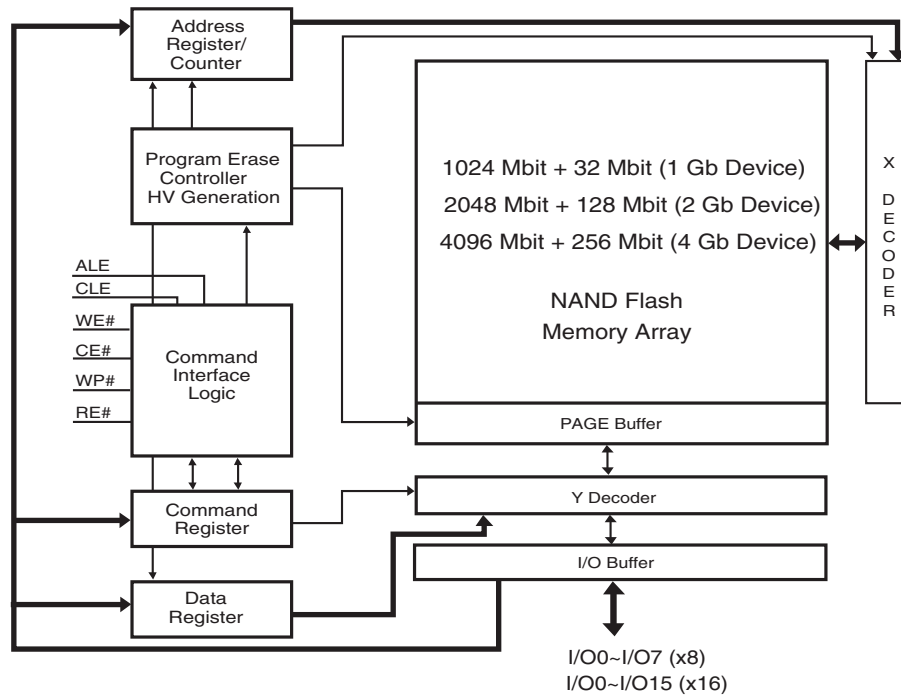 Address
Register/
Counter
Program Erase
Controller
HV Generation
ALE
CLE
WE#
CE#
WP#
RE#
Command
Interface
Logic
Command
Register
Data
Register
1024 Mbit + 32 Mbit (1 Gb Device)
2048 Mbit + 128 Mbit (2 Gb Device)
4096 Mbit + 256 Mbit (4 Gb Device)
NAND Flash
Memory Array
PAGE Buffer
Y Decoder
I/O Buffer
I/O0~I/O7 (x8)
I/O0~I/O15 (x16)
X DECODER